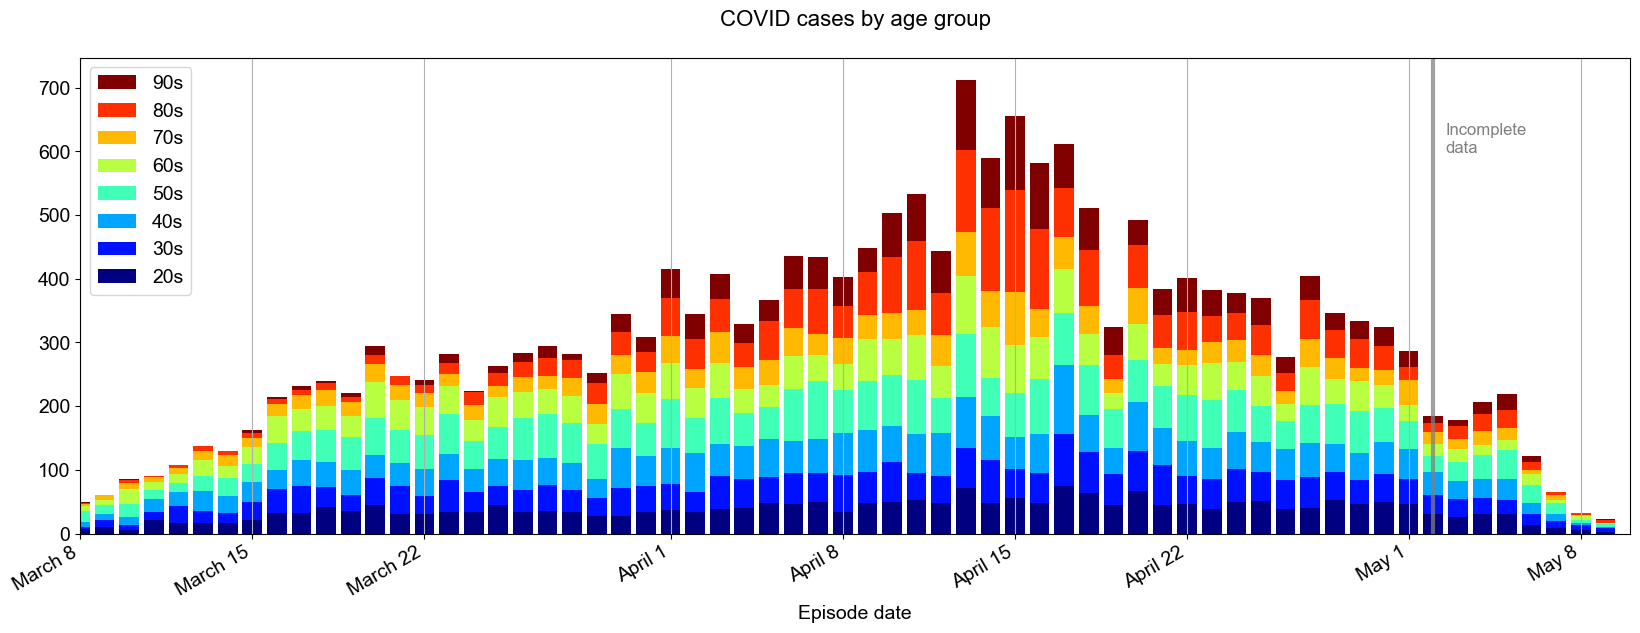 COVID cases by age group
700
600
500
400
300
200
100
0
90s
80s
70s
60s
50s
40s
30s
20s
Incomplete
data
March 8
March 15
March 22
April 1
April 8
April 15
April 22
May 1
May 8
Episode date